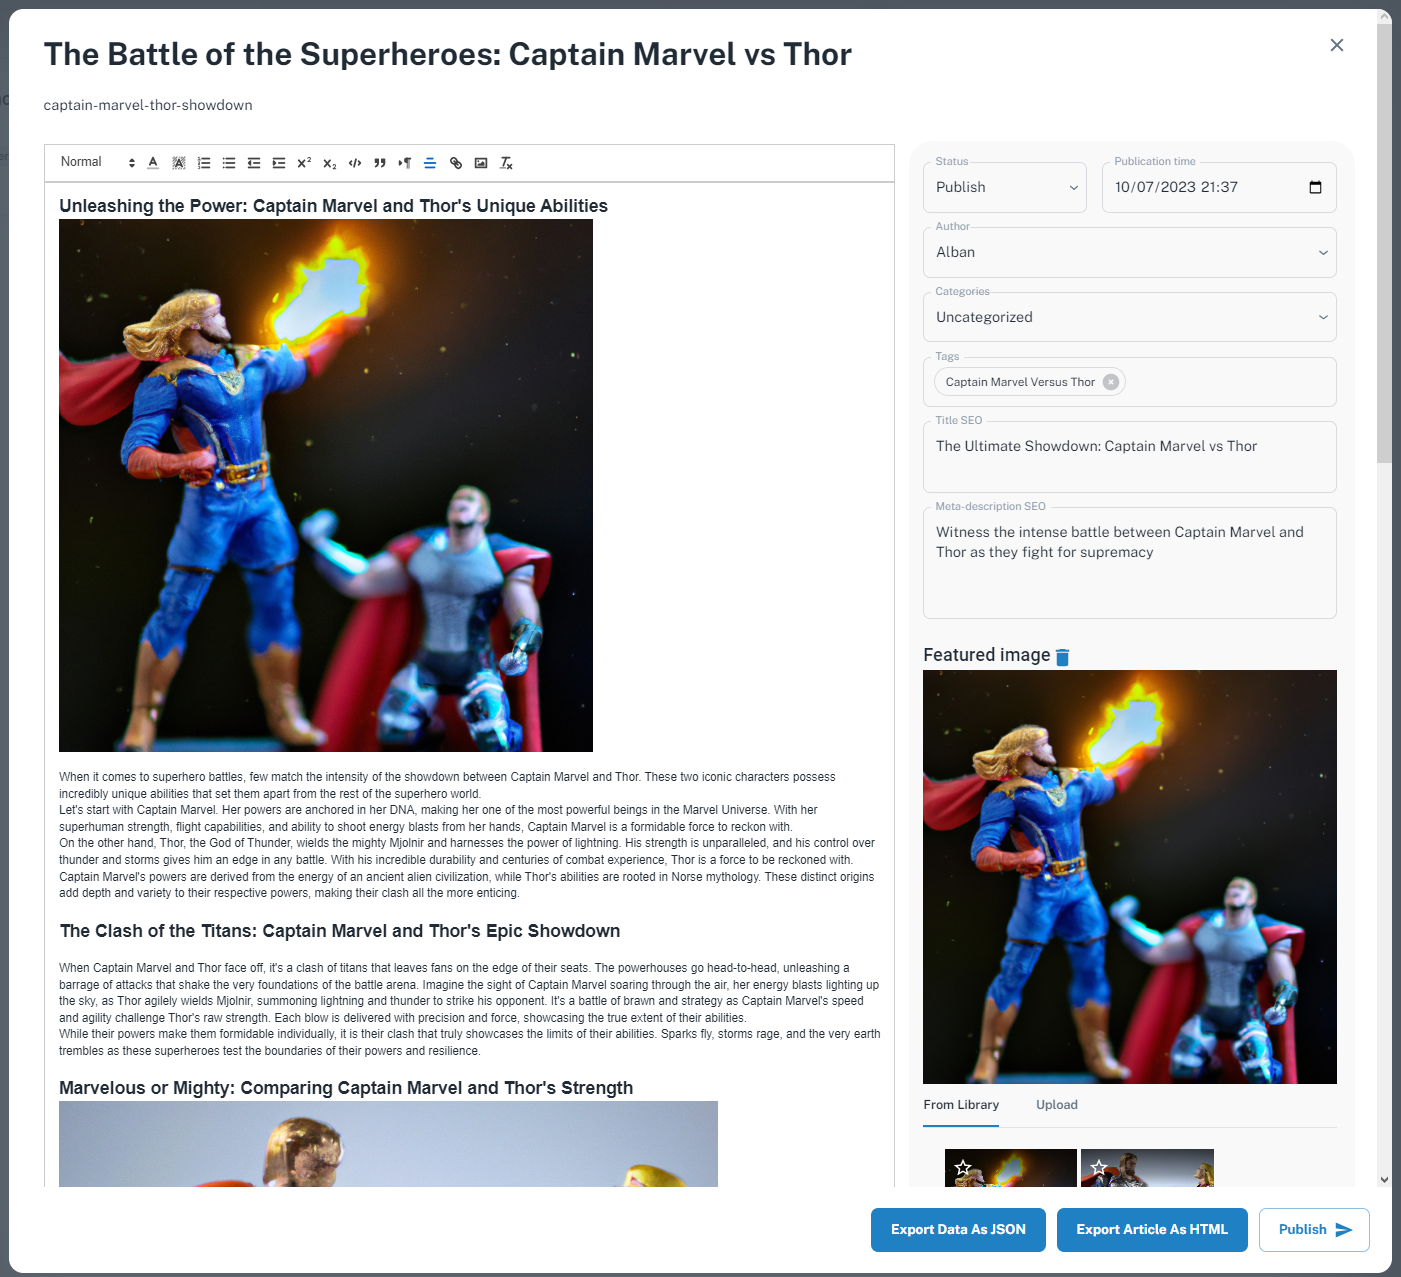 The Battle of the Superheroes: Captain Marvel vs Thor
captain-marvel-thor-showdown
Normal
Unleashing the Power: Captain Marvel and Thor's Unique Abilities
When it comes to superhero battles, few match the intensity of the showdown between Captain Marvel and Thor. These two iconic characters possess
incredibly unique abilities that set them apart from the rest of the superhero world.
Let's start with Captain Marvel. Her powers are anchored in her DNA, making her one of the most powerful beings in the Marvel Universe. With her
superhuman strength, flight capabilities, and ability to shoot energy blasts from her hands, Captain Marvel is a formidable force to reckon with.
On the other hand, Thor, the God of Thunder, wields the mighty Mjolnir and harnesses the power of lightning. His strength is unparalleled, and his control over
thunder and storms gives him an edge in any battle. With his incredible durability and centuries of combat experience, Thor is a force to be reckoned with.
Captain Marvel's powers are derived from the energy of an ancient alien civilization, while Thor's abilities are rooted in Norse mythology. These distinct origins
add depth and variety to their respective powers, making their clash all the more enticing.
The Clash of the Titans: Captain Marvel and Thor's Epic Showdown
When Captain Marvel and Thor face off, it's a clash of titans that leaves fans on the edge of their seats. The powerhouses go head-to-head, unleashing a
barrage of attacks that shake the very foundations of the battle arena. Imagine the sight of Captain Marvel soaring through the air, her energy blasts lighting up
the sky, as Thor agilely wields Mjolnir, summoning lightning and thunder to strike his opponent. It's a battle of brawn and strategy as Captain Marvel's speed
and agility challenge Thor's raw strength. Each blow is delivered with precision and force, showcasing the true extent of their abilities.
While their powers make them formidable individually, it is their clash that truly showcases the limits of their abilities. Sparks fly, storms rage, and the very earth
trembles as these superheroes test the boundaries of their powers and resilience.
Marvelous or Mighty: Comparing Captain Marvel and Thor's Strength
Status
Publish
Publication time
10/07/2023 21:37
Author
Alban
Categories
Uncategorized
Tags
Captain Marvel Versus Thor
Title SEO
The Ultimate Showdown: Captain Marvel vs Thor
Meta-description SEO
Witness the intense battle between Captain Marvel and
Thor as they fight for supremacy
Featured image
From Library
Upload
Export Data As JSON
Export Article As HTML
Publish